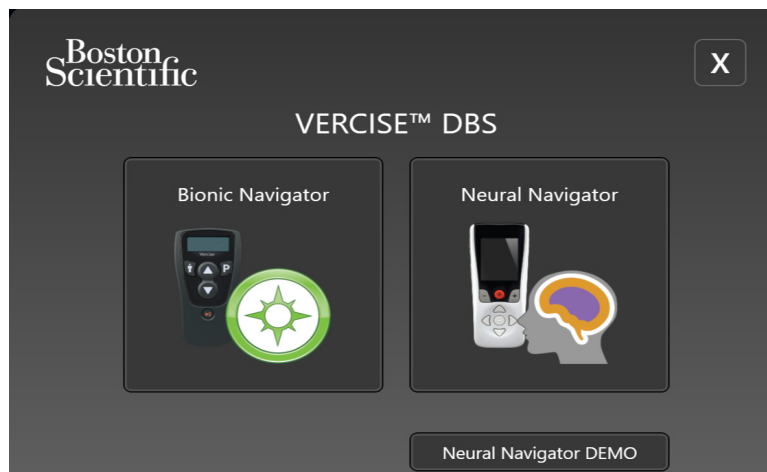 Boston
Scientific
X
VERCISE™ DBS
Bionic Navigator
Neural Navigator
Neural Navigator DEMO